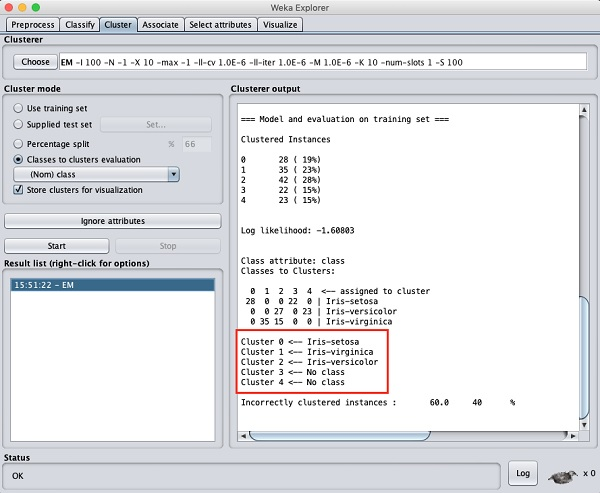 Weka Explorer
Preprocess Classify Cluster Associate Select attributes Visualize
Clusterer
Choose EM -I 100 -N -1 -X 10 -max -1 -ll-cv 1.0E-6 -ll-iter 1.0E-6 -M 1.0E-6 -K 10 -num-slots 1 -S 100
Cluster mode
Use training set
Supplied test set Set...
Percentage split % 66
Classes to clusters evaluation
(Nom) class
Store clusters for visualization
Ignore attributes
Start Stop
Result list (right-click for options)
15:51:22 - EM
Clusterer output
=== Model and evaluation on training set ===
Clustered Instances
0 28 ( 19%)
1 35 ( 23%)
2 42 ( 28%)
3 22 ( 15%)
4 23 ( 15%)
Log likelihood: -1.60803
Class attribute: class
Classes to Clusters:
0 1 2 3 4 <-- assigned to cluster
28 0 0 22 0 | Iris-setosa
0 0 27 0 23 | Iris-versicolor
0 35 15 0 0 | Iris-virginica
Cluster 0 <-- Iris-setosa
Cluster 1 <-- Iris-virginica
Cluster 2 <-- Iris-versicolor
Cluster 3 <-- No class
Cluster 4 <-- No class
Incorrectly clustered instances : 60.0 40 %
Status
OK
Log
x 0